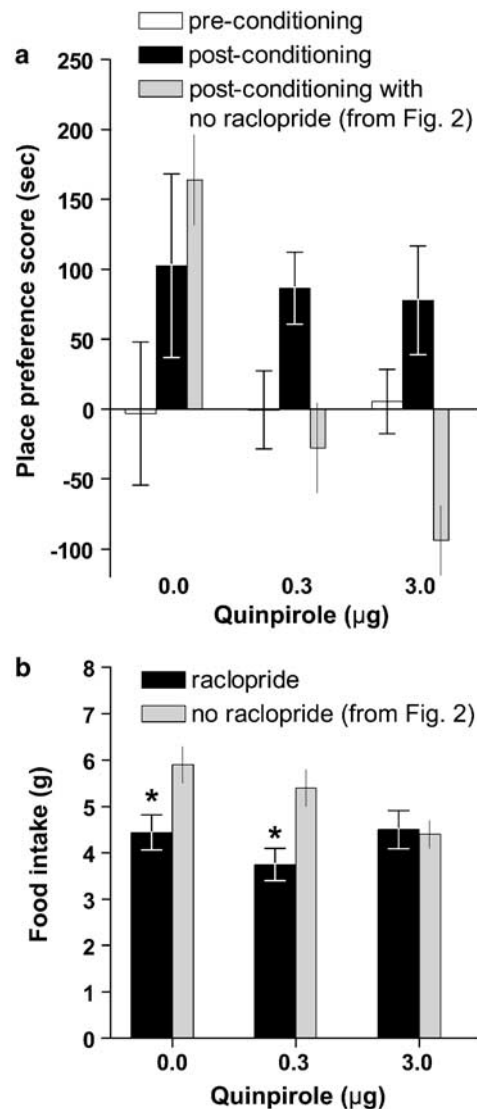 pre-conditioning
a
post-conditioning
post-conditioning with
no raclopride (from Fig. 2)
250
200
150
100
50
0
-50
-100
Place preference score (sec)
0.0 0.3 3.0
Quinpirole (µg)
b
raclopride
no raclopride (from Fig. 2)
8
7
6
5
4
3
2
1
0
Food intake (g)
* *
0.0 0.3 3.0
Quinpirole (µg)